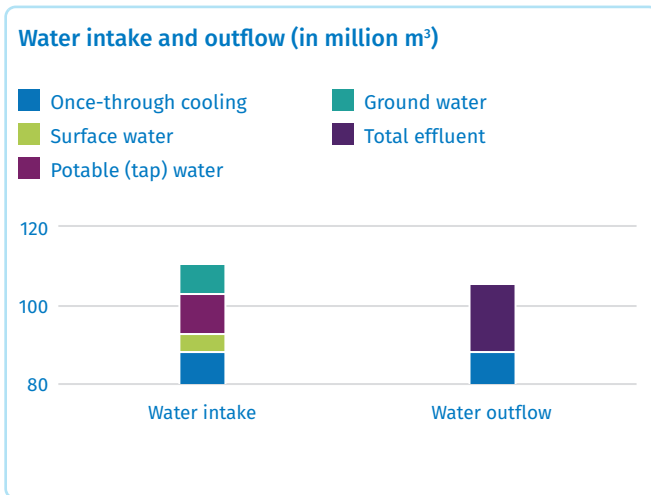 Water intake and outflow (in million m³)
Once-through cooling
Ground water
Surface water
Total effluent
Potable (tap) water
120
100
80
Water intake
Water outflow